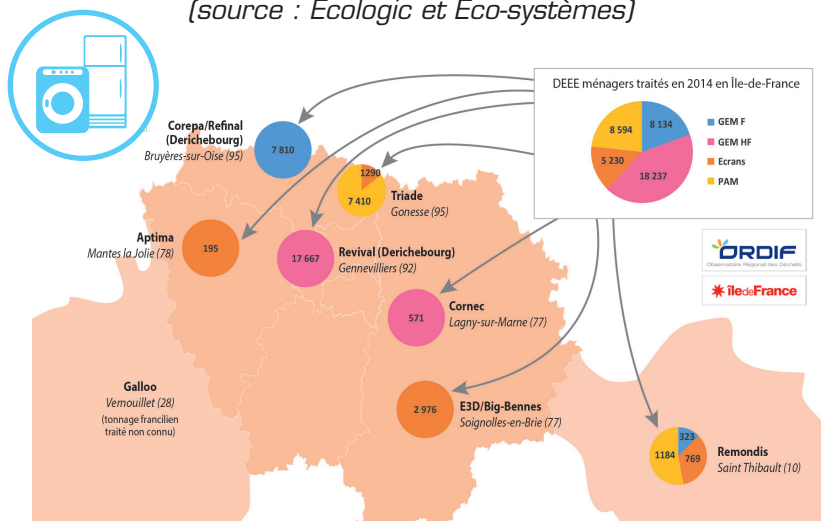 (source : Ecologic et Eco-systèmes)
DEEE ménagers traités en 2014 en Île-de-France
8 594
8 134
5 230
18 237
GEM F
GEM HF
Ecrans
PAM
Corepa/Refinal
(Derichebourg)
Bruyères-sur-Oise (95)
7 810
1290
7 410
Triade
Gonesse (95)
Aptima
Mantes la Jolie (78)
195
17 667
Revival (Derichebourg)
Gennevilliers (92)
ORDIF
Observatoire Régional des Déchets
îledeFrance
571
Cornec
Lagny-sur-Marne (77)
Galloo
Vernouillet (28)
(tonnage francilien
traité non connu)
2 976
E3D/Big-Bennes
Soignolles-en-Brie (77)
323
1184
769
Remondis
Saint Thibault (10)